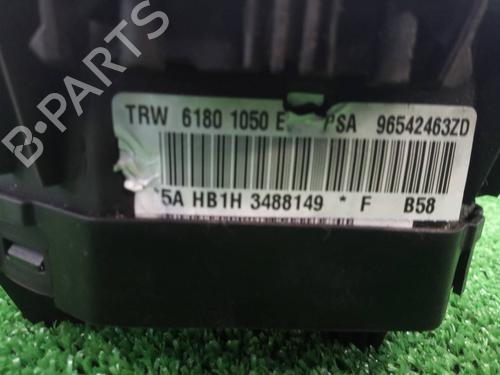 B-PARTS
TRW 6180 1050 E PSA 96542463ZD
*5A HB1H 3488149 * F B58